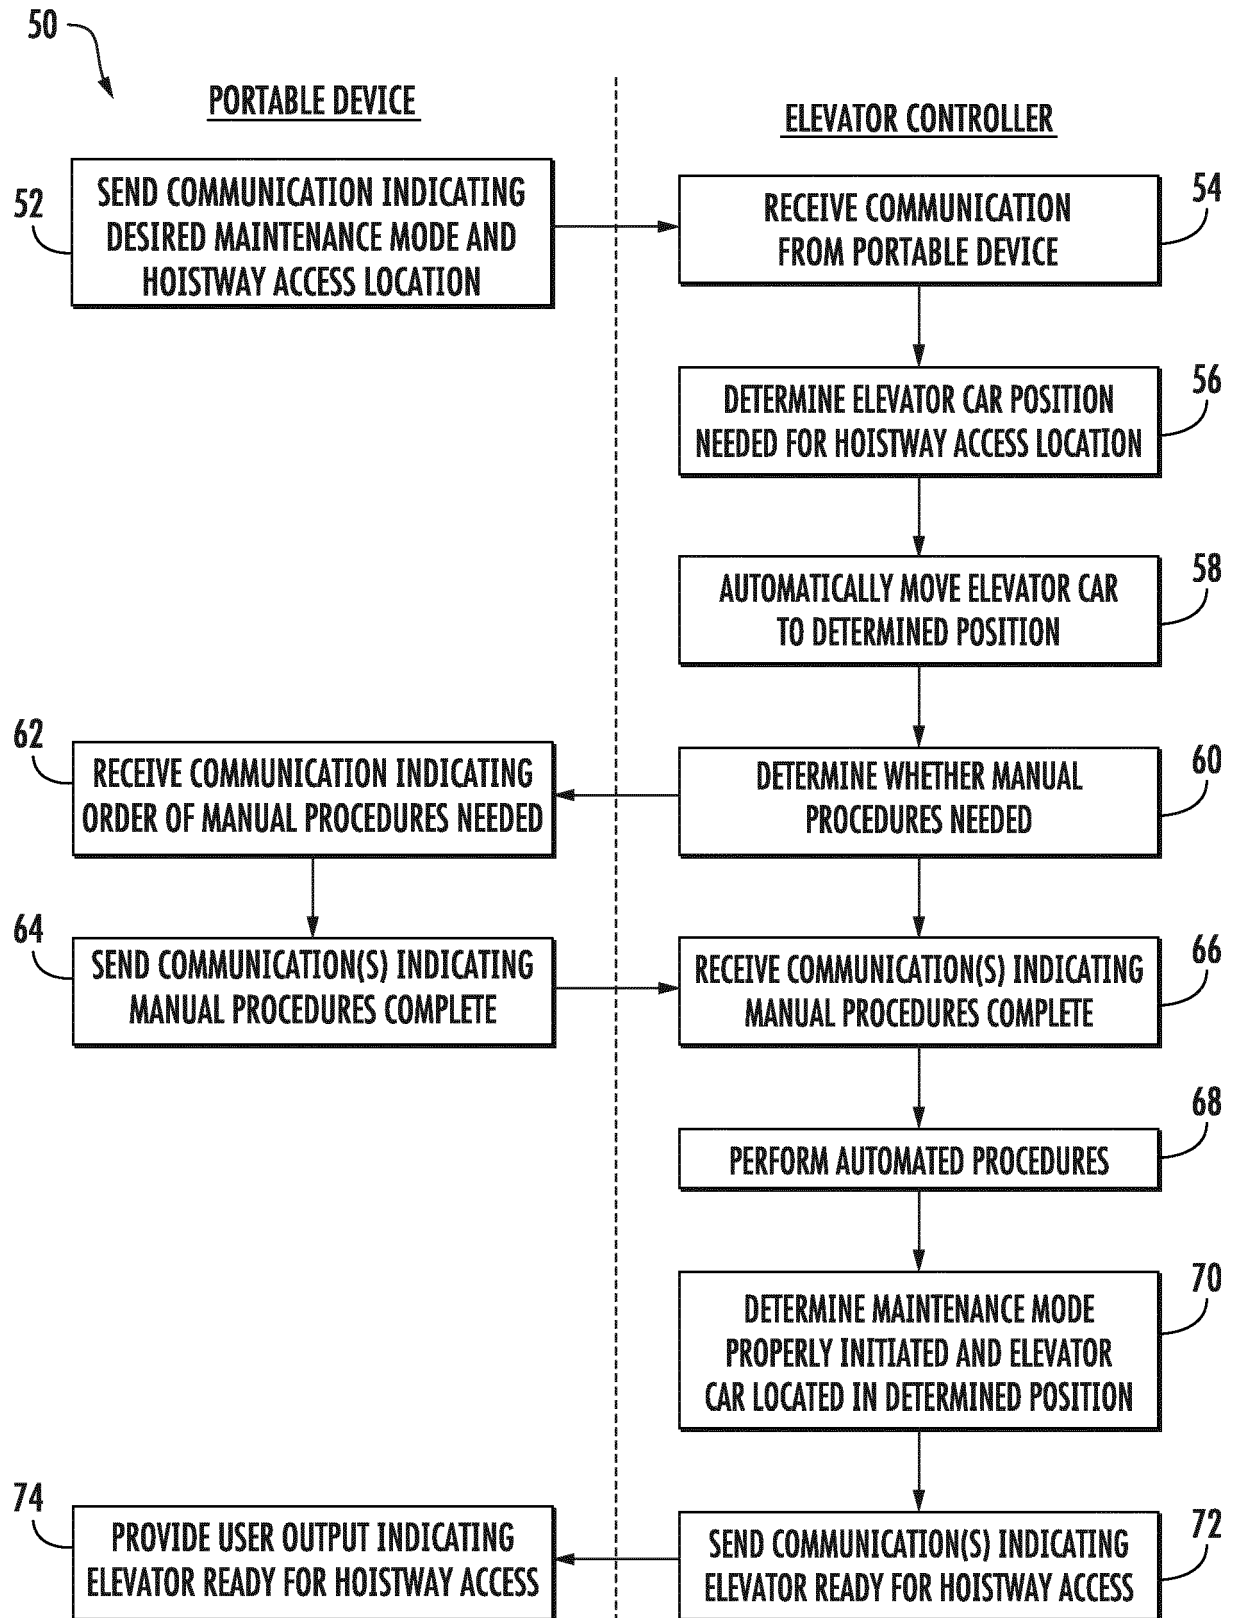 50
PORTABLE DEVICE
ELEVATOR CONTROLLER
52
SEND COMMUNICATION INDICATING
DESIRED MAINTENANCE MODE AND
HOISTWAY ACCESS LOCATION
54
RECEIVE COMMUNICATION
FROM PORTABLE DEVICE
56
DETERMINE ELEVATOR CAR POSITION
NEEDED FOR HOISTWAY ACCESS LOCATION
58
AUTOMATICALLY MOVE ELEVATOR CAR
TO DETERMINED POSITION
60
DETERMINE WHETHER MANUAL
PROCEDURES NEEDED
62
RECEIVE COMMUNICATION INDICATING
ORDER OF MANUAL PROCEDURES NEEDED
64
SEND COMMUNICATION(S) INDICATING
MANUAL PROCEDURES COMPLETE
66
RECEIVE COMMUNICATION(S) INDICATING
MANUAL PROCEDURES COMPLETE
68
PERFORM AUTOMATED PROCEDURES
70
DETERMINE MAINTENANCE MODE
PROPERLY INITIATED AND ELEVATOR
CAR LOCATED IN DETERMINED POSITION
72
SEND COMMUNICATION(S) INDICATING
ELEVATOR READY FOR HOISTWAY ACCESS
74
PROVIDE USER OUTPUT INDICATING
ELEVATOR READY FOR HOISTWAY ACCESS